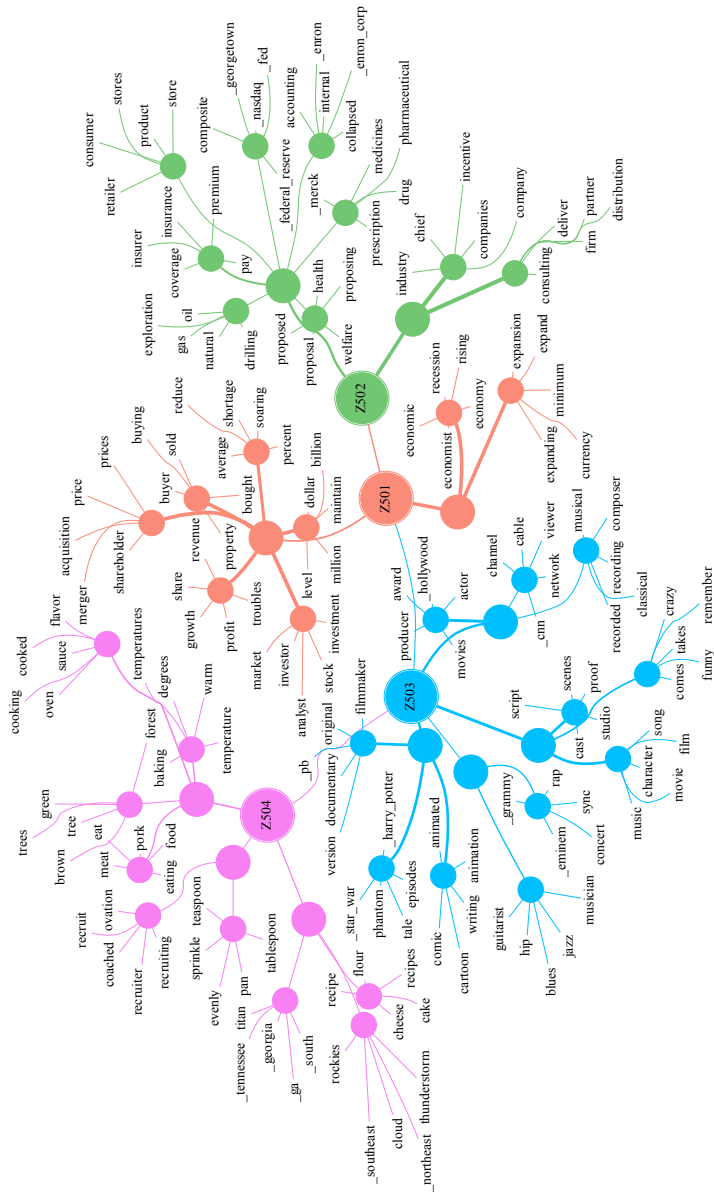 consumer
stores
product
store
retailer
composite
_georgetown
_nasdaq
_fed
_federal_reserve
accounting
_enron
internal
_enron_corp
collapsed
_merck
medicines
pharmaceutical
prescription
drug
insurer
insurance
premium
coverage
pay
exploration
gas
oil
natural
drilling
proposed
health
proposal
proposing
welfare
industry
chief
incentive
companies
company
consulting
deliver
firm
partner
distribution
Z502
reduce
shortage
average
soaring
percent
buying
sold
buyer
bought
prices
price
acquisition
shareholder
merger
revenue
property
share
growth
profit
troubles
level
dollar
billion
maintain
million
market
investor
analyst
stock
investment
Z501
economic
recession
rising
economist
economy
expansion
expand
expanding
minimum
currency
flavor
cooked
sauce
cooking
oven
temperatures
degrees
warm
baking
temperature
forest
green
trees
tree
brown
eat
meat
pork
food
eating
recruit
ovation
coached
recruiter
recruiting
teaspoon
sprinkle
evenly
pan
tablespoon
titan
_tennessee
_georgia
_ga
_south
recipe
flour
cheese
recipes
cake
rockies
_southeast
cloud
_northeast
thunderstorm
Z504
Z503
award
_hollywood
producer
actor
movies
channel
cable
viewer
network
_cnn
musical
composer
recording
recorded
classical
script
scenes
proof
cast
studio
crazy
remember
takes
comes
funny
song
character
film
music
movie
_pb
original
filmmaker
documentary
version
_harry_potter
_star_war
phantom
episodes
tale
animated
comic
animation
writing
cartoon
_grammy
rap
sync
_eminem
concert
guitarist
hip
blues
jazz
musician